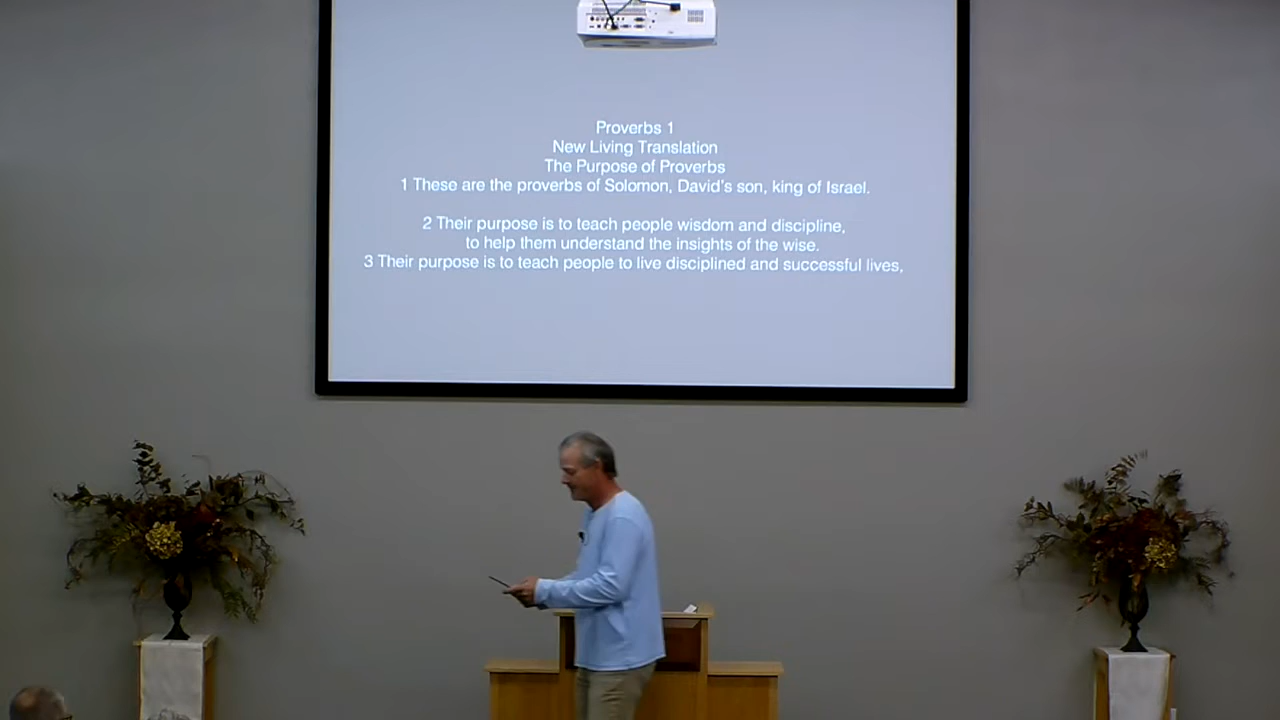 Proverbs 1
New Living Translation
The Purpose of Proverbs
1 These are the proverbs of Solomon, David's son, king of Israel.
2 Their purpose is to teach people wisdom and discipline,
to help them understand the insights of the wise.
3 Their purpose is to teach people to live disciplined and successful lives,